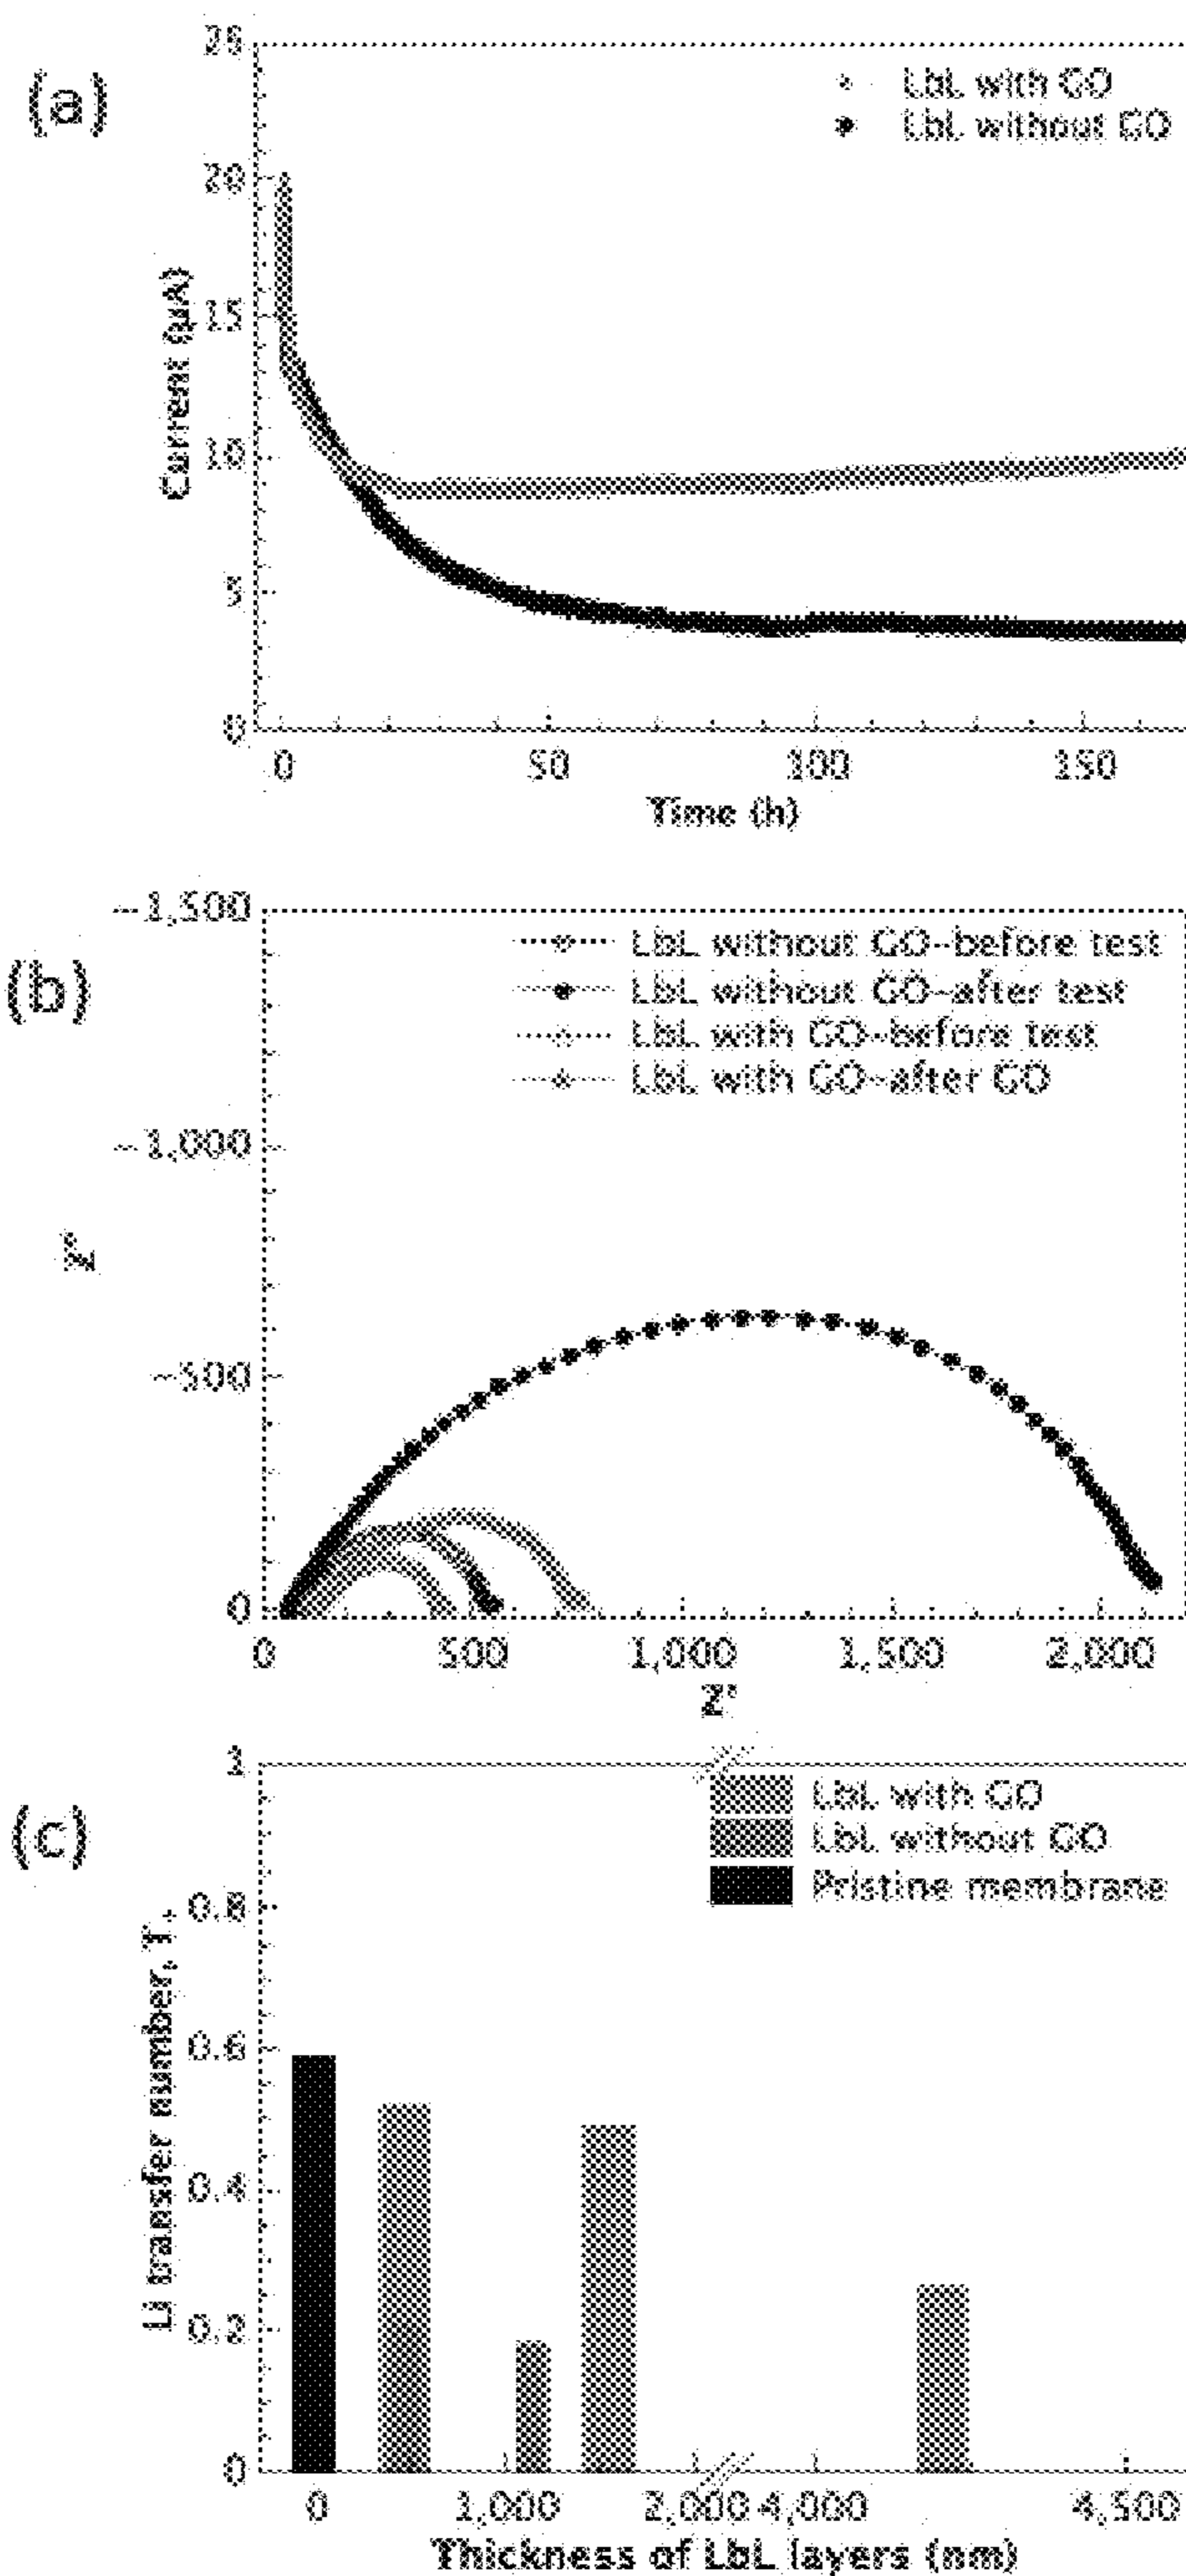 (a)
25
20
15
10
5
0
Current (µA)
LbL with GO
LbL without GO
0 50 100 150
Time (h)
(b)
-1,500
-1,000
-500
0
Z"
LbL without GO-before test
LbL without GO-after test
LbL with GO-before test
LbL with GO-after GO
0 500 1,000 1,500 2,000
Z'
(c)
1
0.8
0.6
0.4
0.2
0
Li transfer number, T+
LbL with GO
LbL without GO
Pristine membrane
0 1,000 2,000 4,000 4,500
Thickness of LbL layers (nm)